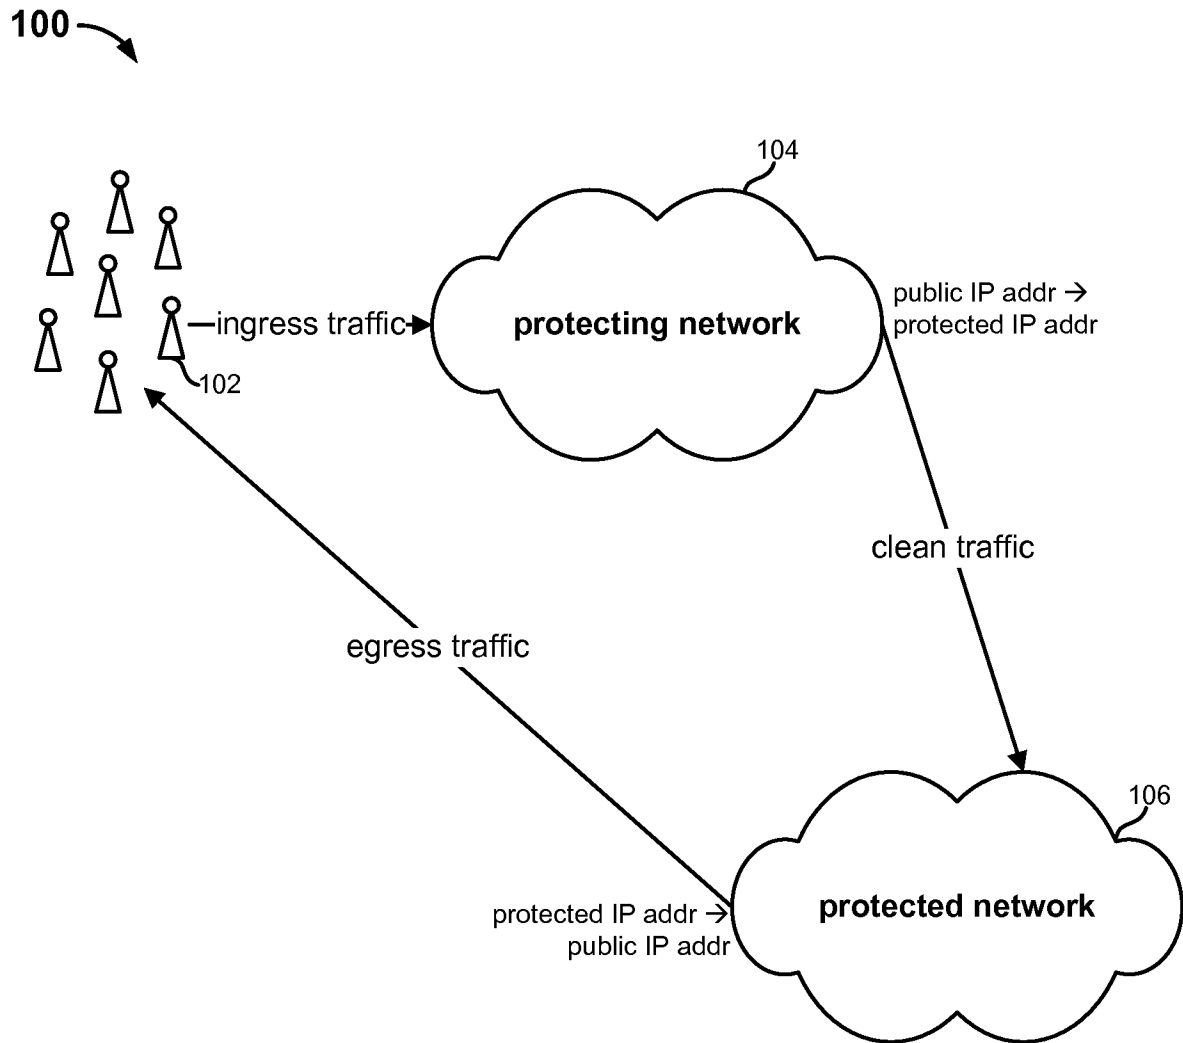 100
104
public IP addr →
protected IP addr
protecting network
ingress traffic
102
clean traffic
egress traffic
106
protected network
protected IP addr →
public IP addr